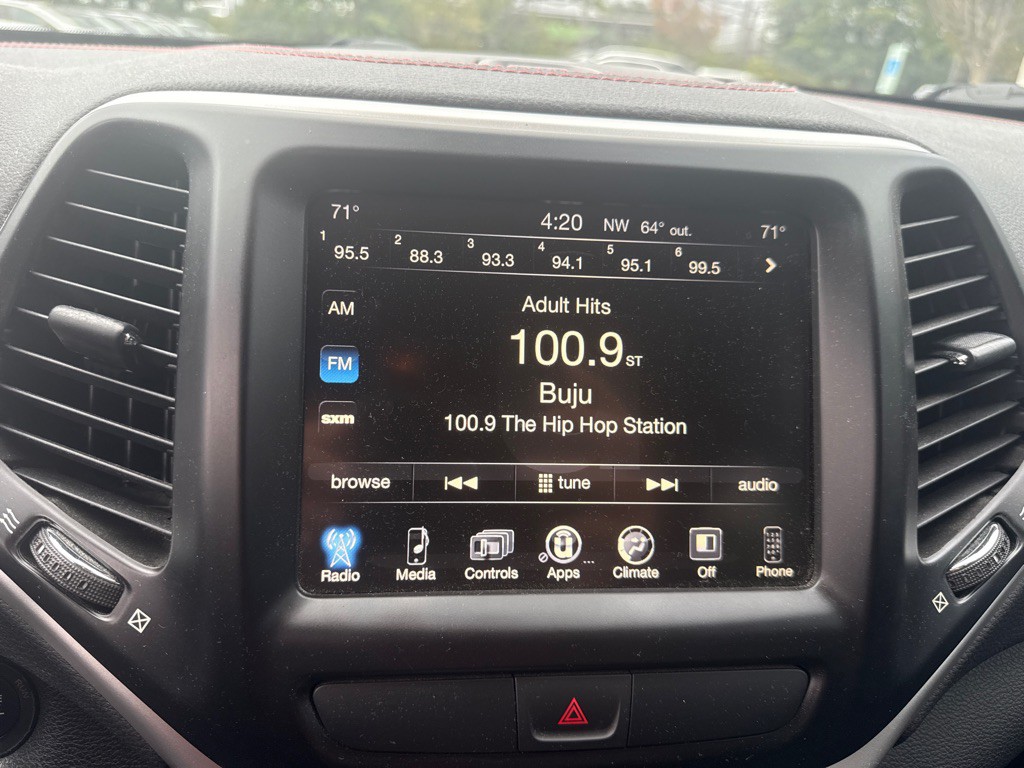 71° 4:20 NW 64° out. 71°
1 95.5 2 88.3 3 93.3 4 94.1 5 95.1 6 99.5
AM
FM
sxm
Adult Hits
100.9 ST
Buju
100.9 The Hip Hop Station
browse tune audio
Radio Media Controls Apps Climate Off Phone